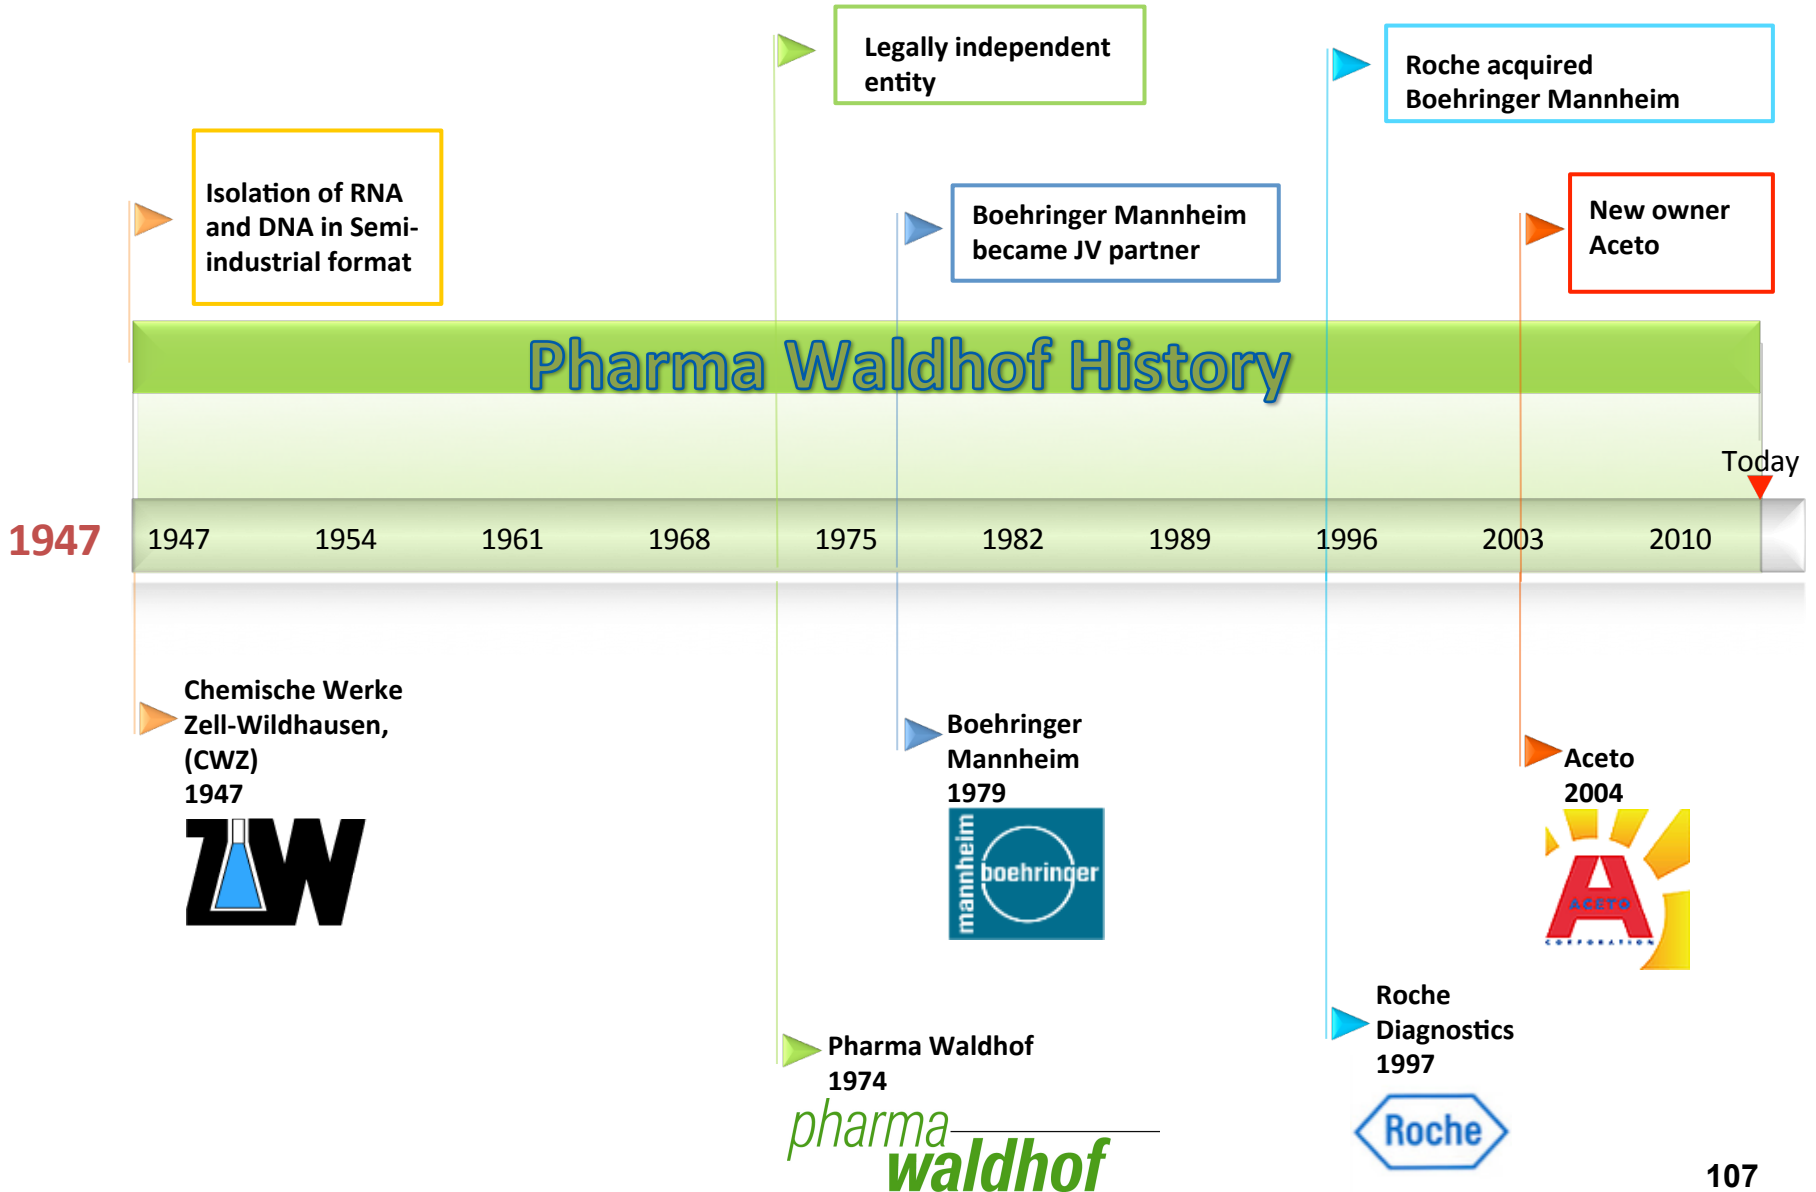 Legally independent
entity
Roche acquired
Boehringer Mannheim
Isolation of RNA
and DNA in Semi-
industrial format
Boehringer Mannheim
became JV partner
New owner
Aceto
Pharma Waldhof History
Today
1947
1947 1954 1961 1968 1975 1982 1989 1996 2003 2010
Chemische Werke
Zell-Wildhausen,
(CWZ)
1947
ZW
Boehringer
Mannheim
1979
mannheim
boehringer
Aceto
2004
A
ACETO
CORPORATION
Pharma Waldhof
1974
pharma
waldhof
Roche
Diagnostics
1997
Roche
107